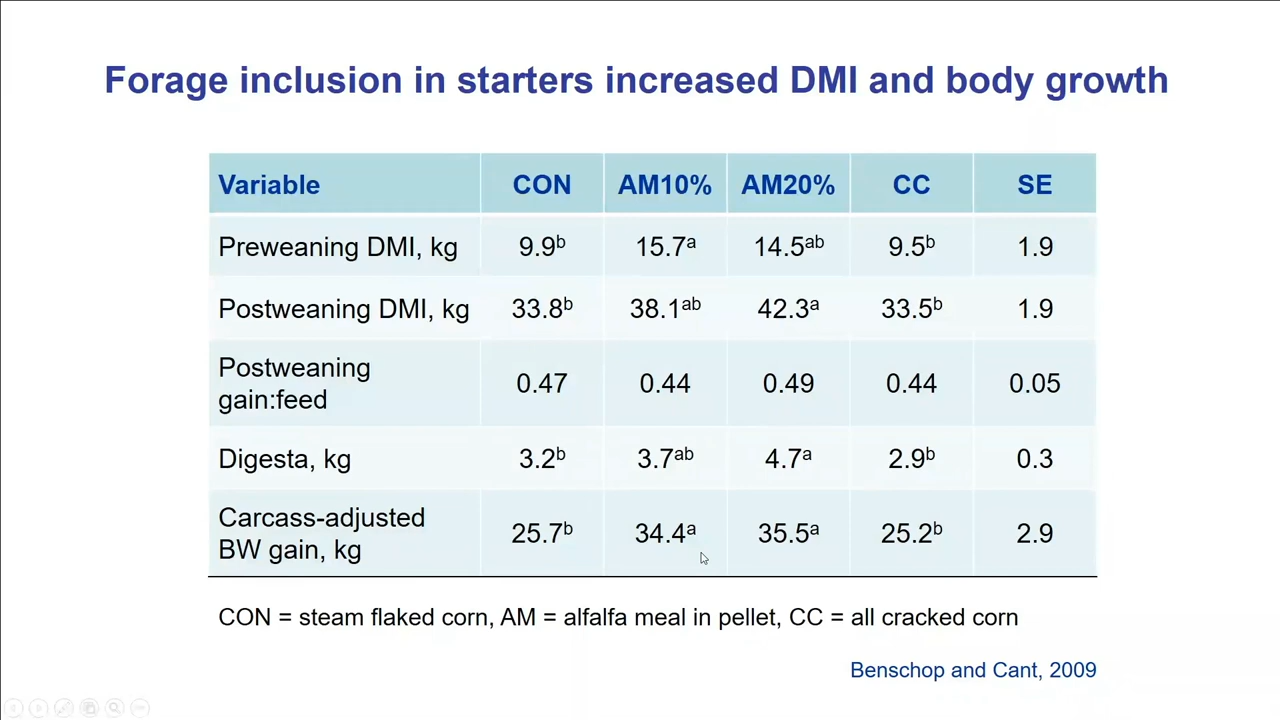 Forage inclusion in starters increased DMI and body growth
Variable CON AM10% AM20% CC SE
Preweaning DMI, kg 9.9b 15.7a 14.5ab 9.5b 1.9
Postweaning DMI, kg 33.8b 38.1ab 42.3a 33.5b 1.9
Postweaning
gain:feed 0.47 0.44 0.49 0.44 0.05
Digesta, kg 3.2b 3.7ab 4.7a 2.9b 0.3
Carcass-adjusted
BW gain, kg 25.7b 34.4a 35.5a 25.2b 2.9
CON = steam flaked corn, AM = alfalfa meal in pellet, CC = all cracked corn
Benschop and Cant, 2009